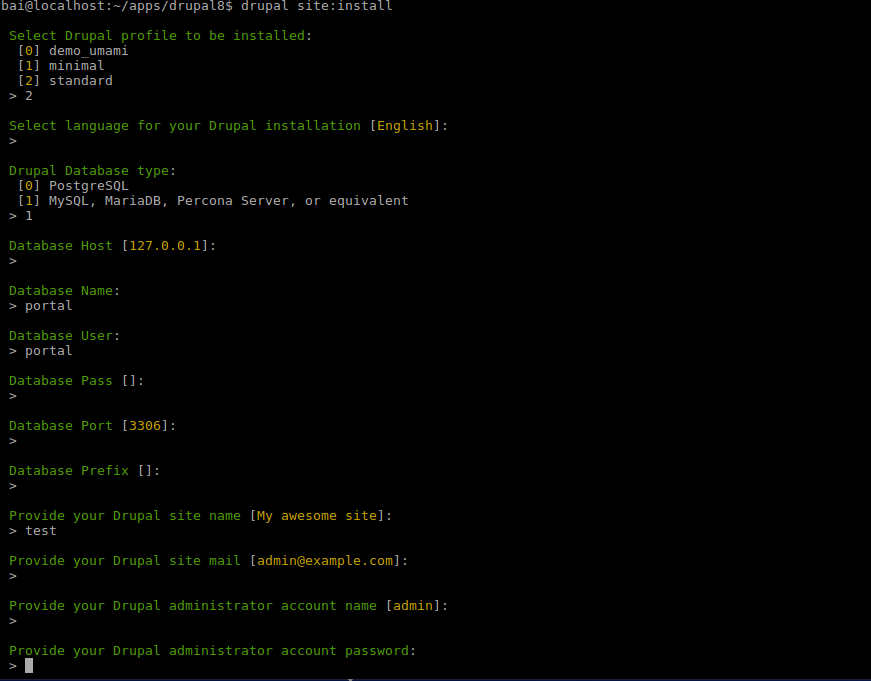 bai@localhost:~/apps/drupal8$ drupal site:install
Select Drupal profile to be installed:
[0] demo_umami
[1] minimal
[2] standard
> 2
Select language for your Drupal installation [English]:
>
Drupal Database type:
[0] PostgreSQL
[1] MySQL, MariaDB, Percona Server, or equivalent
> 1
Database Host [127.0.0.1]:
>
Database Name:
> portal
Database User:
> portal
Database Pass []:
>
Database Port [3306]:
>
Database Prefix []:
>
Provide your Drupal site name [My awesome site]:
> test
Provide your Drupal site mail [admin@example.com]:
>
Provide your Drupal administrator account name [admin]:
>
Provide your Drupal administrator account password:
>